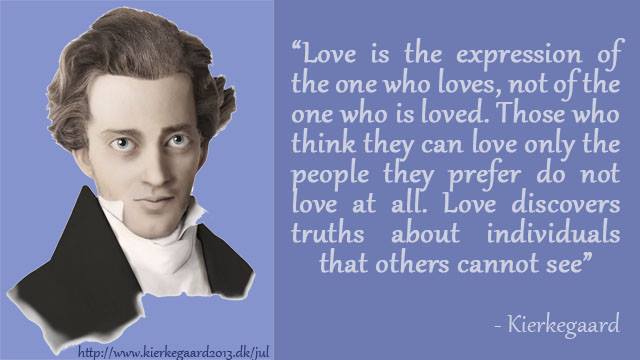 “Love is the expression of
the one who loves, not of the
one who is loved. Those who
think they can love only the
people they prefer do not
love at all. Love discovers
truths about individuals
that others cannot see”
- Kierkegaard
http://www.kierkegaard2013.dk/jul